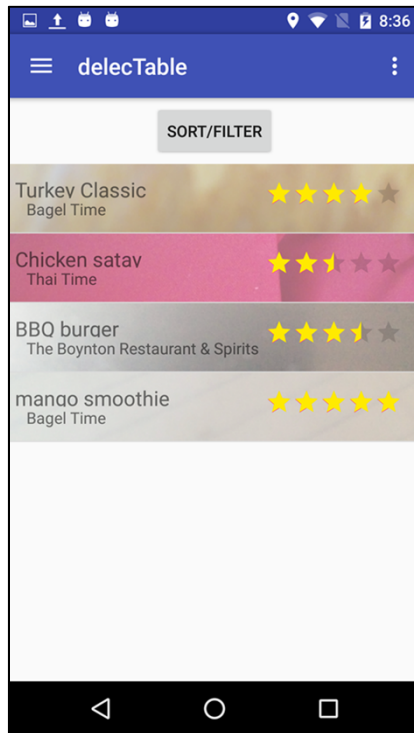 8:36
delecTable
SORT/FILTER
Turkey Classic
Bagel Time
Chicken satay
Thai Time
BBQ burger
The Boynton Restaurant & Spirits
mango smoothie
Bagel Time